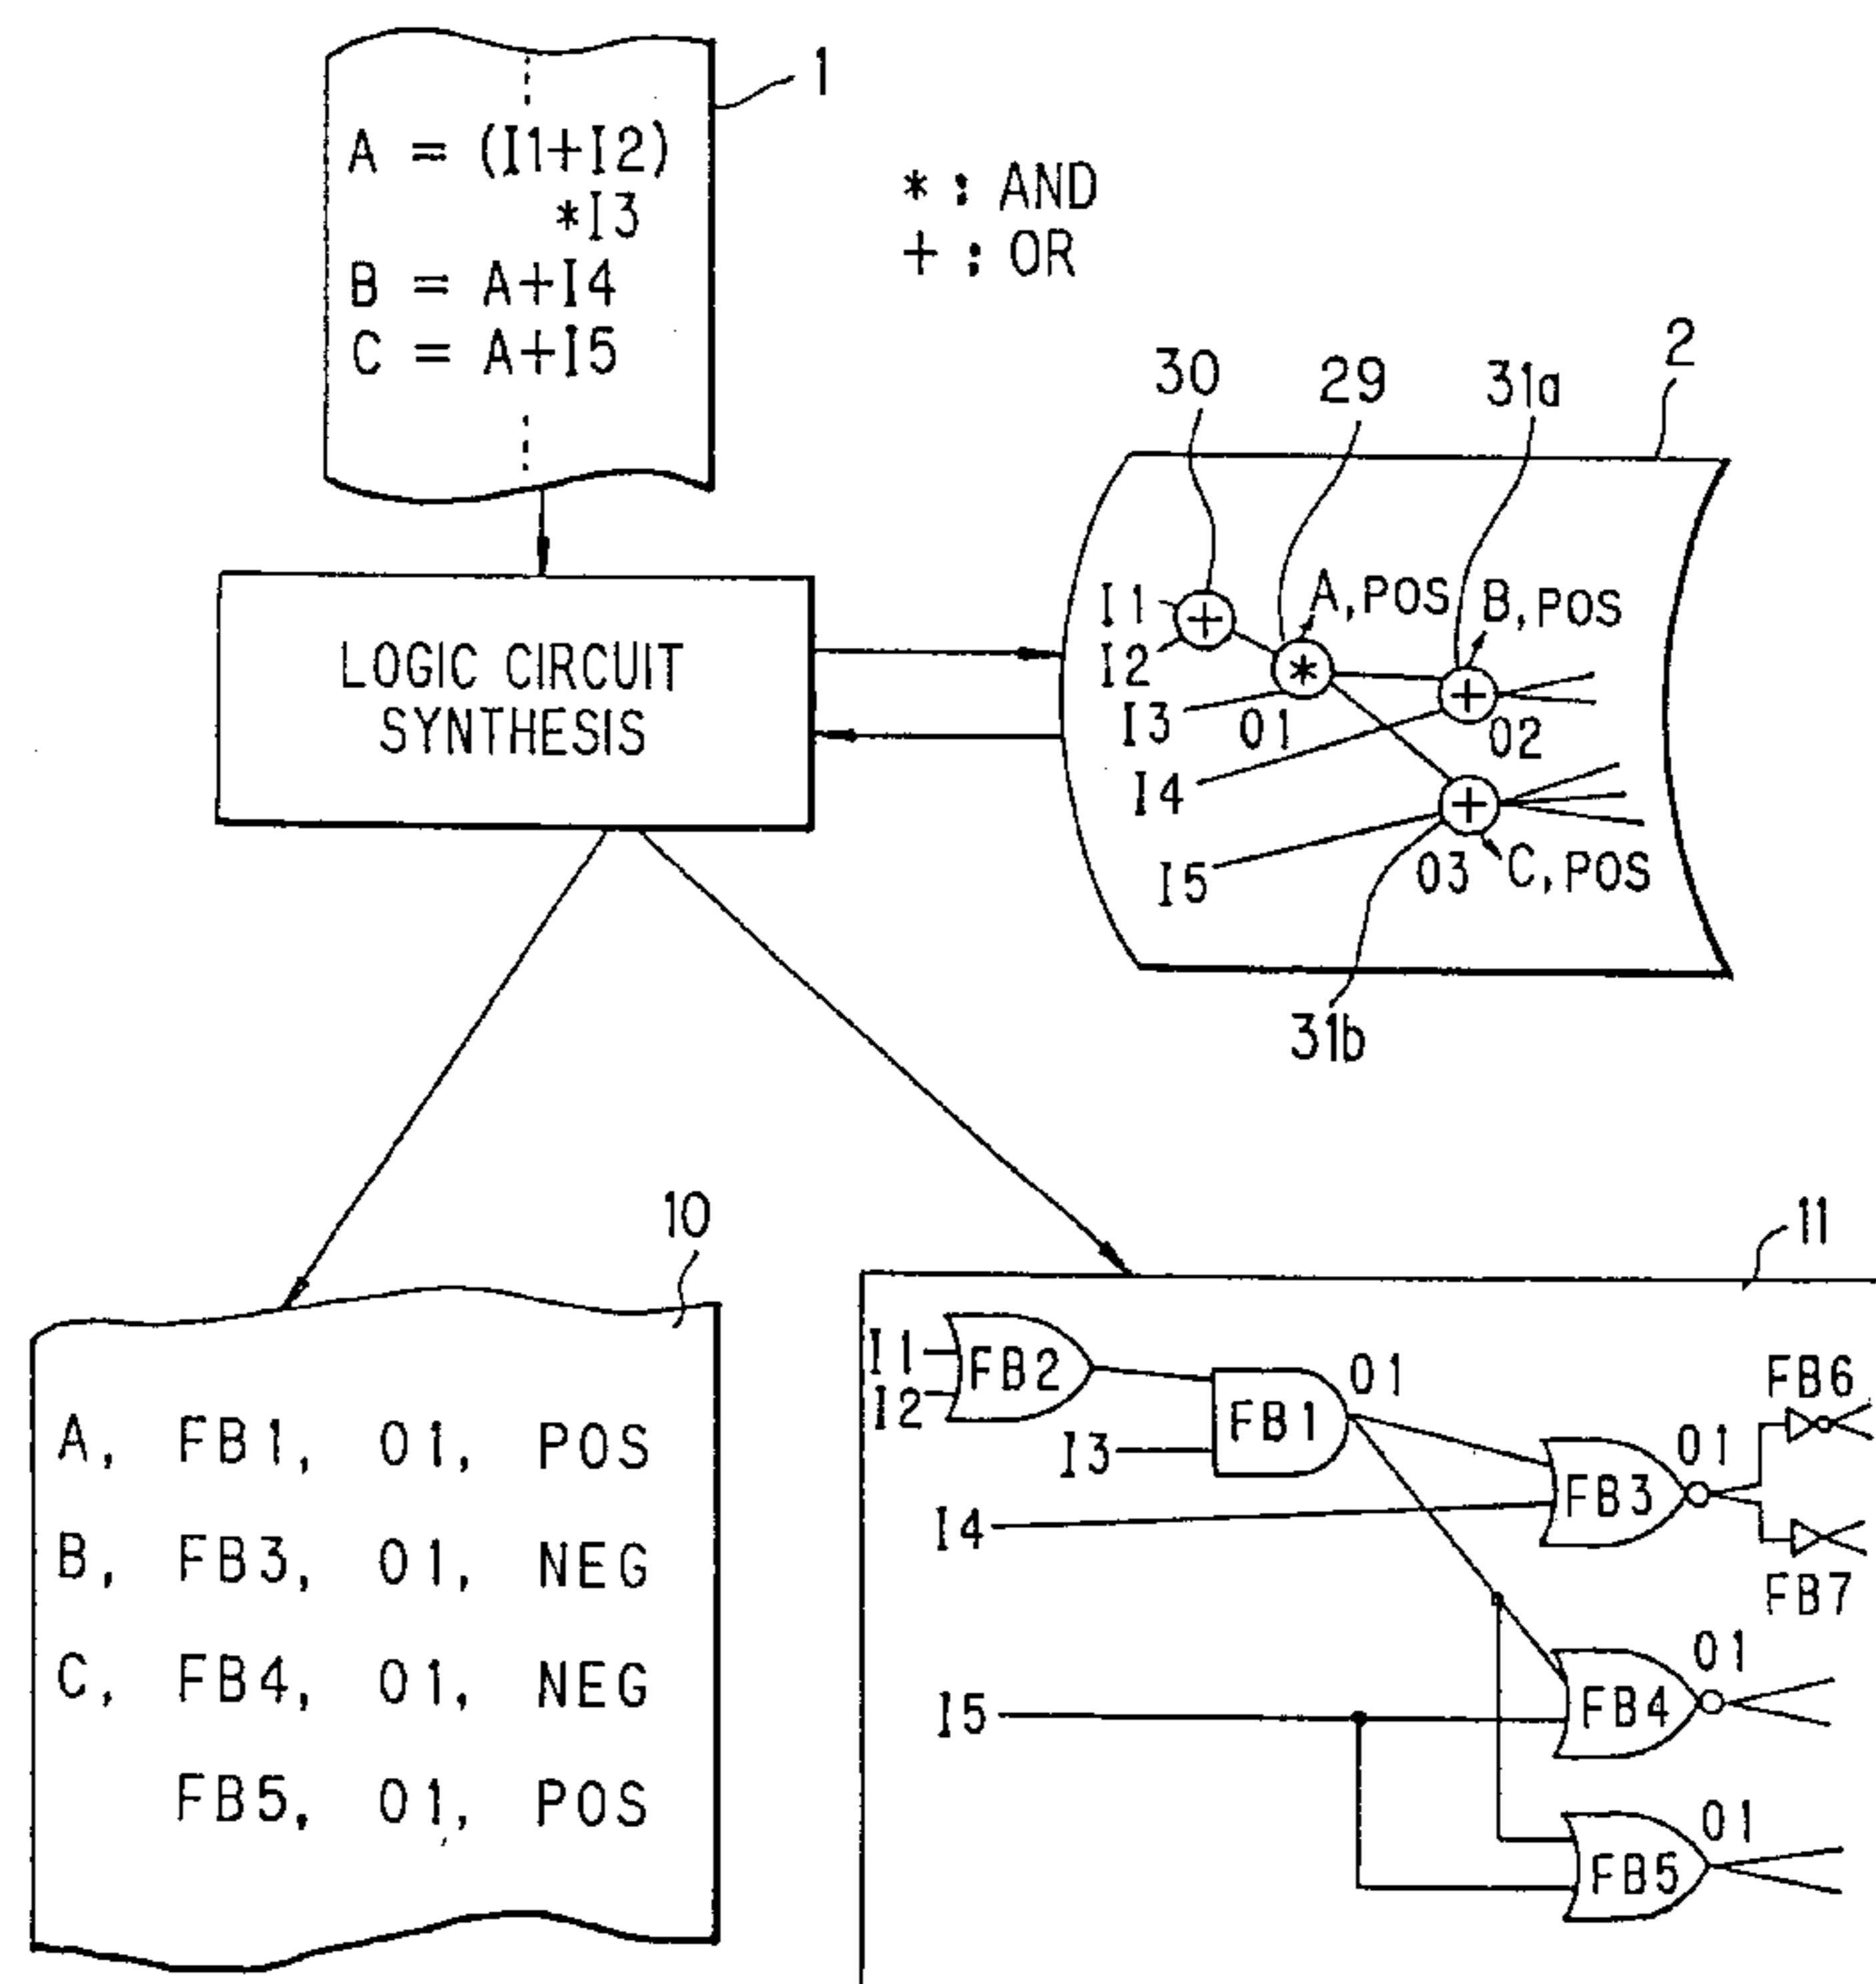 1
A = (I1+I2)
*I3
B = A+I4
C = A+I5
* : AND
+ : OR
LOGIC CIRCUIT
SYNTHESIS
2
30
29
31a
I1
I2
I3
I4
I5
+
*
+
+
A, POS
B, POS
C, POS
01
02
03
31b
10
A, FB1, 01, POS
B, FB3, 01, NEG
C, FB4, 01, NEG
FB5, 01, POS
11
I1
I2
FB2
I3
FB1
01
I4
FB3
01
FB6
FB7
I5
FB4
01
FB5
01